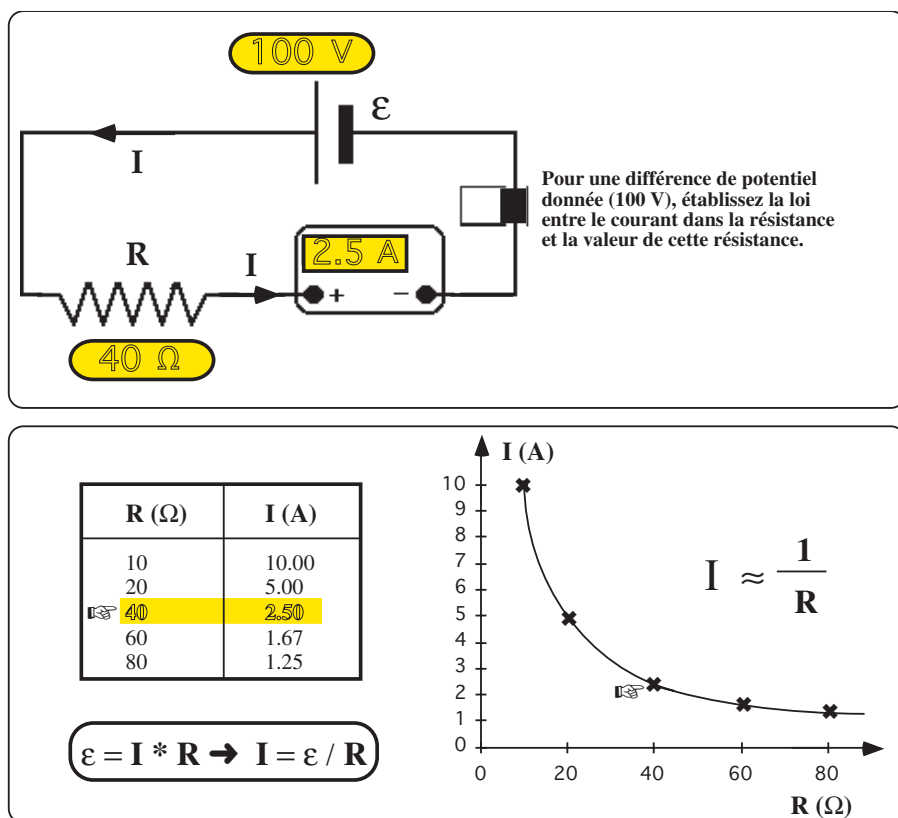 100 V
ε
I
Pour une différence de potentiel
donnée (100 V), établissez la loi
entre le courant dans la résistance
et la valeur de cette résistance.
R
I
2.5 A
+ −
40 Ω
R (Ω) I (A)
10 10.00
20 5.00
40 2.50
60 1.67
80 1.25
ε = I * R ➔ I = ε / R
I (A)
10
9
8
7
6
5
4
3
2
1
0
0 20 40 60 80
R (Ω)
I ≈ 1
R